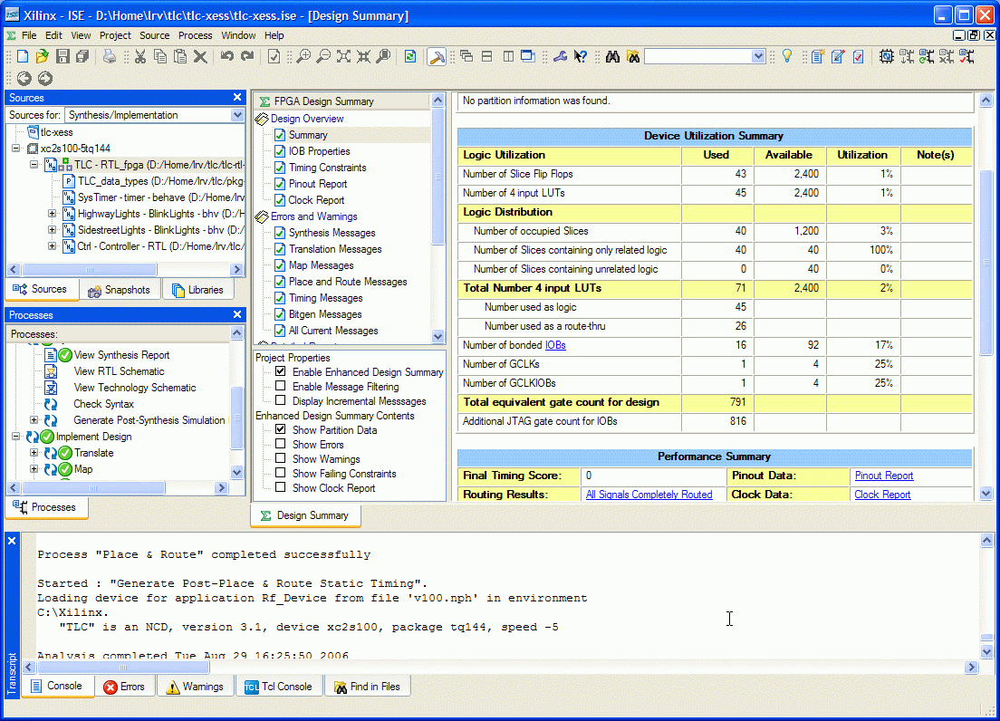 Xilinx - ISE - D:\Home\lrv\tlc\tlc-xess\tlc-xess.ise - [Design Summary]
File Edit View Project Source Process Window Help
Sources
Sources for: Synthesis/Implementation
tlc-xess
xc2s100-5tq144
TLC - RTL_fpga (D:/Home/lrv/tlc/tlc-rtl-
TLC_data_types (D:/Home/lrv/tlc/pkg-
SysTimer - timer - behave (D:/Home/lrv
HighwayLights - BlinkLights - bhv (D:/H
SidestreetLights - BlinkLights - bhv (D:/
Ctrl - Controller - RTL (D:/Home/lrv/tlc/
Sources Snapshots Libraries
Processes
Processes:
View Synthesis Report
View RTL Schematic
View Technology Schematic
Check Syntax
Generate Post-Synthesis Simulation
Implement Design
Translate
Map
Processes
FPGA Design Summary
Design Overview
Summary
IOB Properties
Timing Constraints
Pinout Report
Clock Report
Errors and Warnings
Synthesis Messages
Translation Messages
Map Messages
Place and Route Messages
Timing Messages
Bitgen Messages
All Current Messages
Project Properties
Enable Enhanced Design Summary
Enable Message Filtering
Display Incremental Messsages
Enhanced Design Summary Contents
Show Partition Data
Show Errors
Show Warnings
Show Failing Constraints
Show Clock Report
Design Summary
No partition information was found.
Device Utilization Summary
Logic Utilization Used Available Utilization Note(s)
Number of Slice Flip Flops 43 2,400 1%
Number of 4 input LUTs 45 2,400 1%
Logic Distribution
Number of occupied Slices 40 1,200 3%
Number of Slices containing only related logic 40 40 100%
Number of Slices containing unrelated logic 0 40 0%
Total Number 4 input LUTs 71 2,400 2%
Number used as logic 45
Number used as a route-thru 26
Number of bonded IOBs 16 92 17%
Number of GCLKs 1 4 25%
Number of GCLKIOBs 1 4 25%
Total equivalent gate count for design 791
Additional JTAG gate count for IOBs 816
Performance Summary
Final Timing Score: 0 Pinout Data: Pinout Report
Routing Results: All Signals Completely Routed Clock Data: Clock Report
Transcript
Process "Place & Route" completed successfully
Started : "Generate Post-Place & Route Static Timing".
Loading device for application Rf_Device from file 'v100.nph' in environment
C:\Xilinx.
"TLC" is an NCD, version 3.1, device xc2s100, package tq144, speed -5
Analysis completed Tue Aug 29 16:25:50 2006
Console Errors Warnings TCL Tcl Console Find in Files